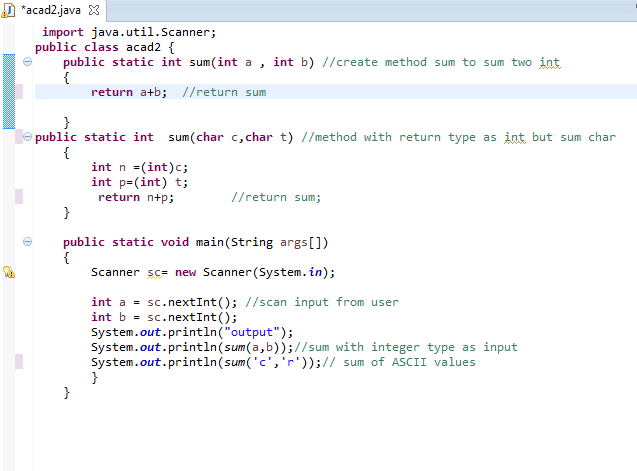 *acad2.java
import java.util.Scanner;
public class acad2 {
public static int sum(int a , int b) //create method sum to sum two int
{
return a+b;  //return sum
}
public static int  sum(char c,char t) //method with return type as int but sum char
{
int n =(int)c;
int p=(int) t;
return n+p;        //return sum;
}
public static void main(String args[])
{
Scanner sc= new Scanner(System.in);
int a = sc.nextInt(); //scan input from user
int b = sc.nextInt();
System.out.println("output");
System.out.println(sum(a,b));//sum with integer type as input
System.out.println(sum('c','r'));// sum of ASCII values
}
}